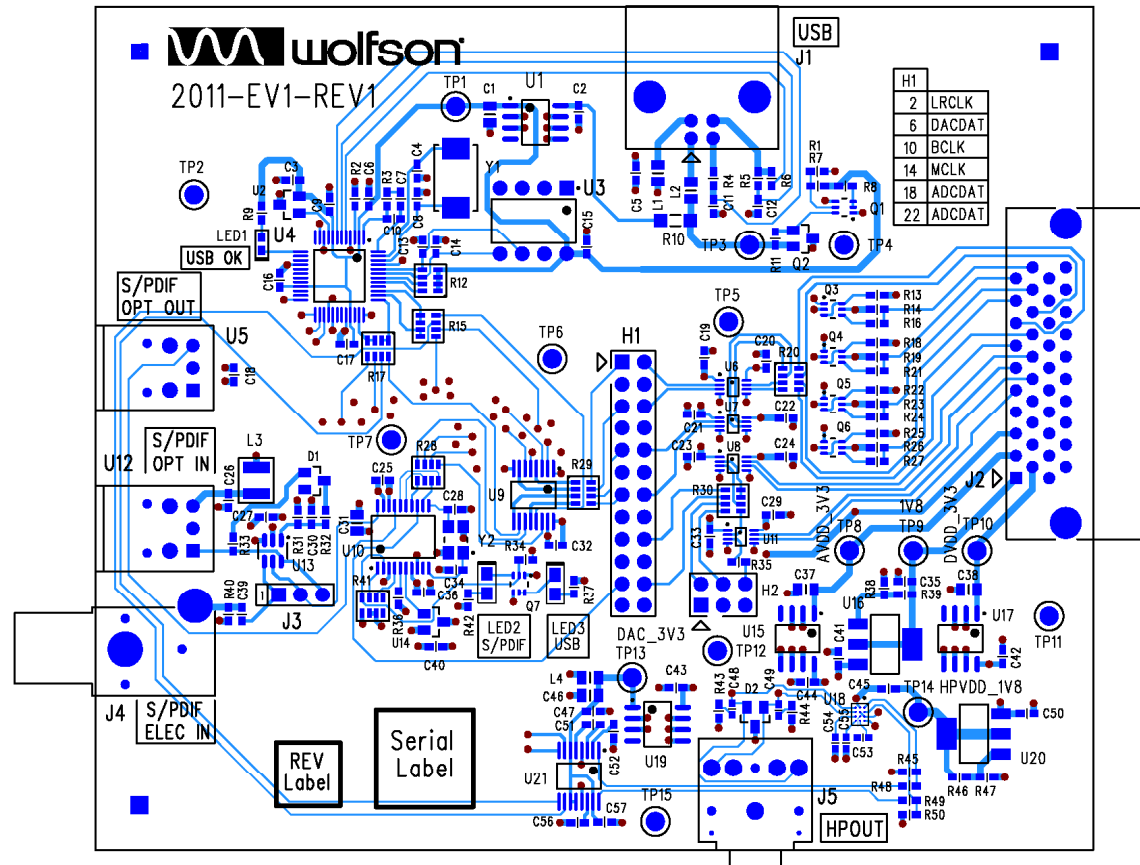 wolfson
2011-EV1-REV1
USB
J1
H1
2 LRCLK
6 DACDAT
10 BCLK
14 MCLK
18 ADCDAT
22 ADCDAT
TP1
C1
U1
C2
TP2
C3
U2
R9
C9
R2
C6
R3
C7
C4
Y1
C8
C10
U3
C15
C5
L1
L2
R10
C11
R4
R5
C12
R6
R1
R7
R8
Q1
TP3
R11
Q2
TP4
LED1
U4
USB OK
C13
C14
C16
R12
R15
C17
R17
S/PDIF
OPT OUT
U5
C18
TP5
TP6
H1
C19
C20
R20
U6
U7
C21
C22
U8
C23
C24
Q3
R13
R14
R16
Q4
R18
R19
R21
Q5
R22
R23
R24
Q6
R25
R26
R27
J2
TP7
S/PDIF
OPT IN
U12
L3
D1
C26
C27
R33
U13
R31
C30
R32
C31
C25
R28
C28
U10
Y2
C34
U9
R29
C32
R34
R30
C29
C33
U11
R35
AVDD_3V3
1V8
DVDD_3V3
TP8
TP9
TP10
R40
C39
1
J3
R41
R36
C36
U14
C40
R42
Q7
R37
LED2
S/PDIF
LED3
USB
H2
DAC_3V3
TP12
C37
U15
C41
C44
R38
C35
R39
U16
C38
U17
C42
TP11
J4
S/PDIF
ELEC IN
TP13
L4
C46
C47
C51
C52
C43
U19
R43
C48
D2
C49
R44
C45
U18
C54
C55
C53
TP14
HPVDD_1V8
C50
U20
REV
Label
Serial
Label
U21
C56
C57
TP15
J5
HPOUT
R45
R48
R49
R50
R46
R47